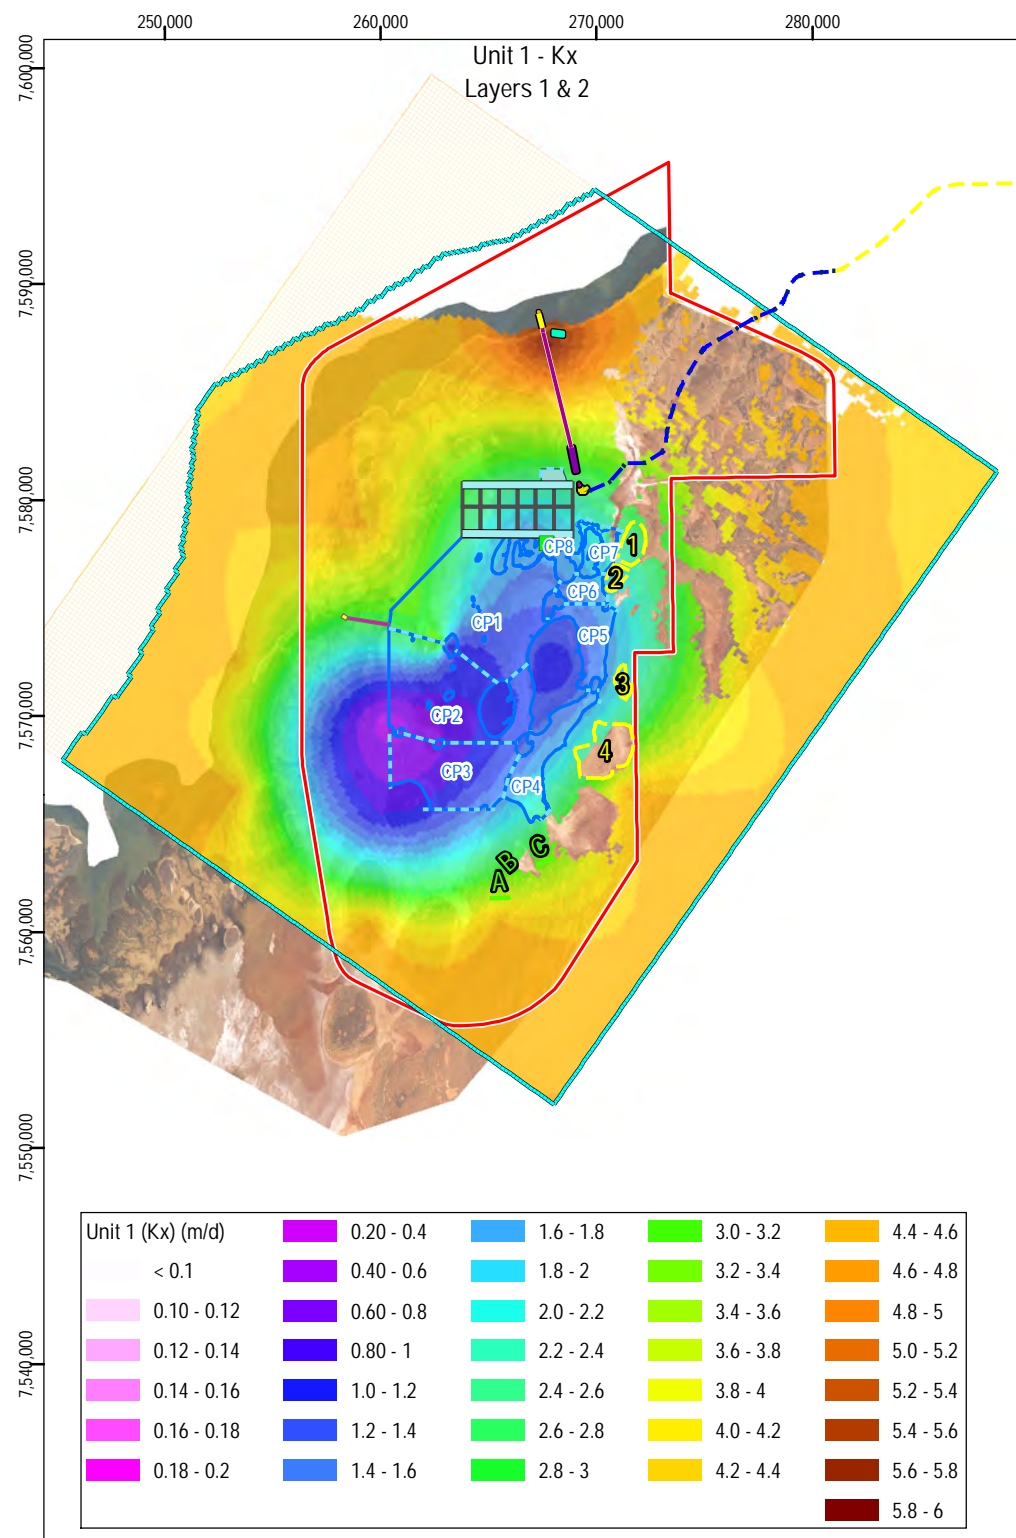 250,000 260,000 270,000 280,000
Unit 1 - Kx
Layers 1 & 2
7,600,000
7,590,000
7,580,000
7,570,000
7,560,000
7,550,000
7,540,000
CP8
CP7
1
2
CP6
CP1
CP5
3
CP2
4
CP3
CP4
C
B
A
Unit 1 (Kx) (m/d)
< 0.1
0.10 - 0.12
0.12 - 0.14
0.14 - 0.16
0.16 - 0.18
0.18 - 0.2
0.20 - 0.4
0.40 - 0.6
0.60 - 0.8
0.80 - 1
1.0 - 1.2
1.2 - 1.4
1.4 - 1.6
1.6 - 1.8
1.8 - 2
2.0 - 2.2
2.2 - 2.4
2.4 - 2.6
2.6 - 2.8
2.8 - 3
3.0 - 3.2
3.2 - 3.4
3.4 - 3.6
3.6 - 3.8
3.8 - 4
4.0 - 4.2
4.2 - 4.4
4.4 - 4.6
4.6 - 4.8
4.8 - 5
5.0 - 5.2
5.2 - 5.4
5.4 - 5.6
5.6 - 5.8
5.8 - 6